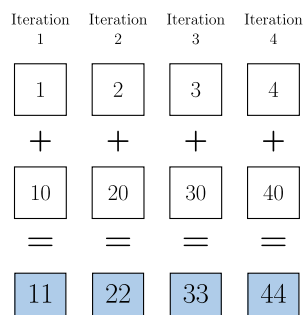 Iteration Iteration Iteration Iteration
1 2 3 4
1 2 3 4
+ + + +
10 20 30 40
= = = =
11 22 33 44